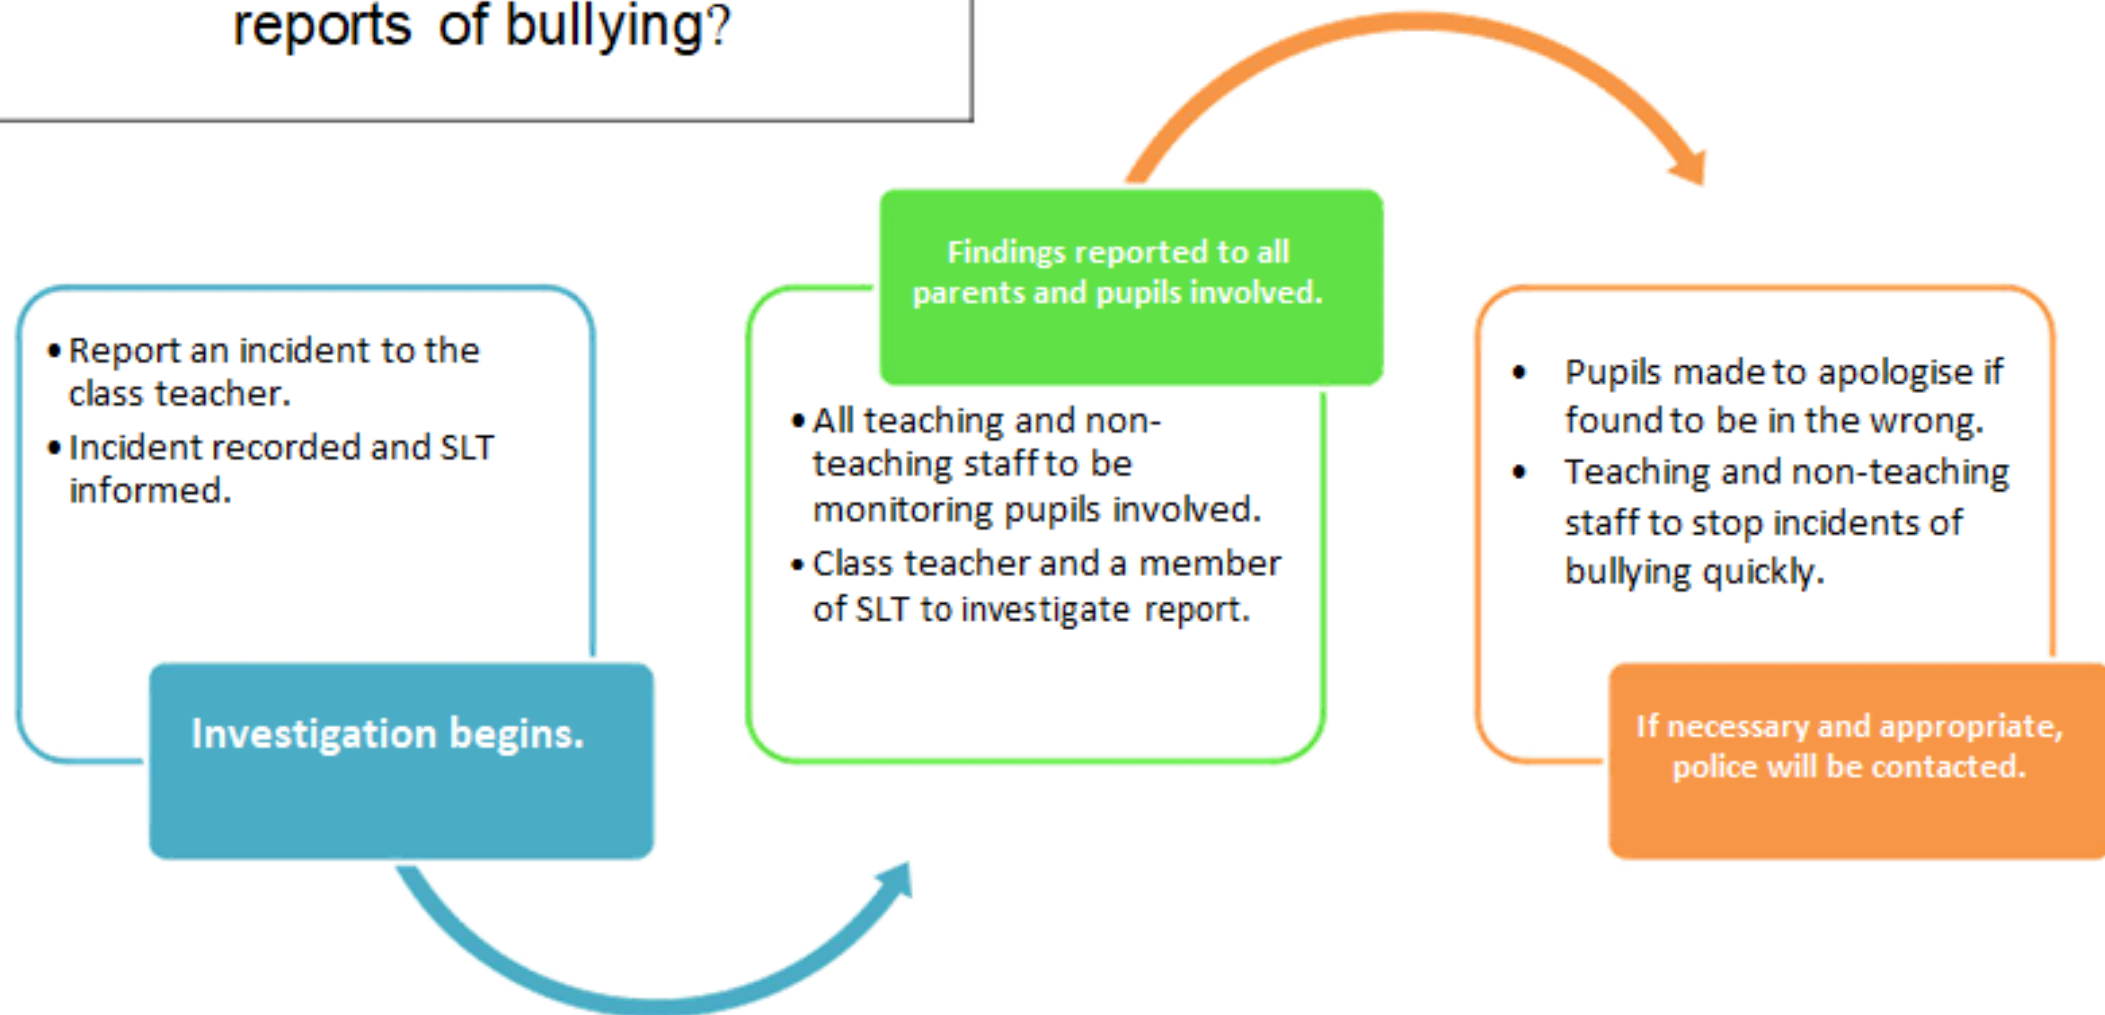 reports of bullying?
• Report an incident to the
class teacher.
• Incident recorded and SLT
informed.
Investigation begins.
Findings reported to all
parents and pupils involved.
• All teaching and non-
teaching staff to be
monitoring pupils involved.
• Class teacher and a member
of SLT to investigate report.
• Pupils made to apologise if
found to be in the wrong.
• Teaching and non-teaching
staff to stop incidents of
bullying quickly.
If necessary and appropriate,
police will be contacted.